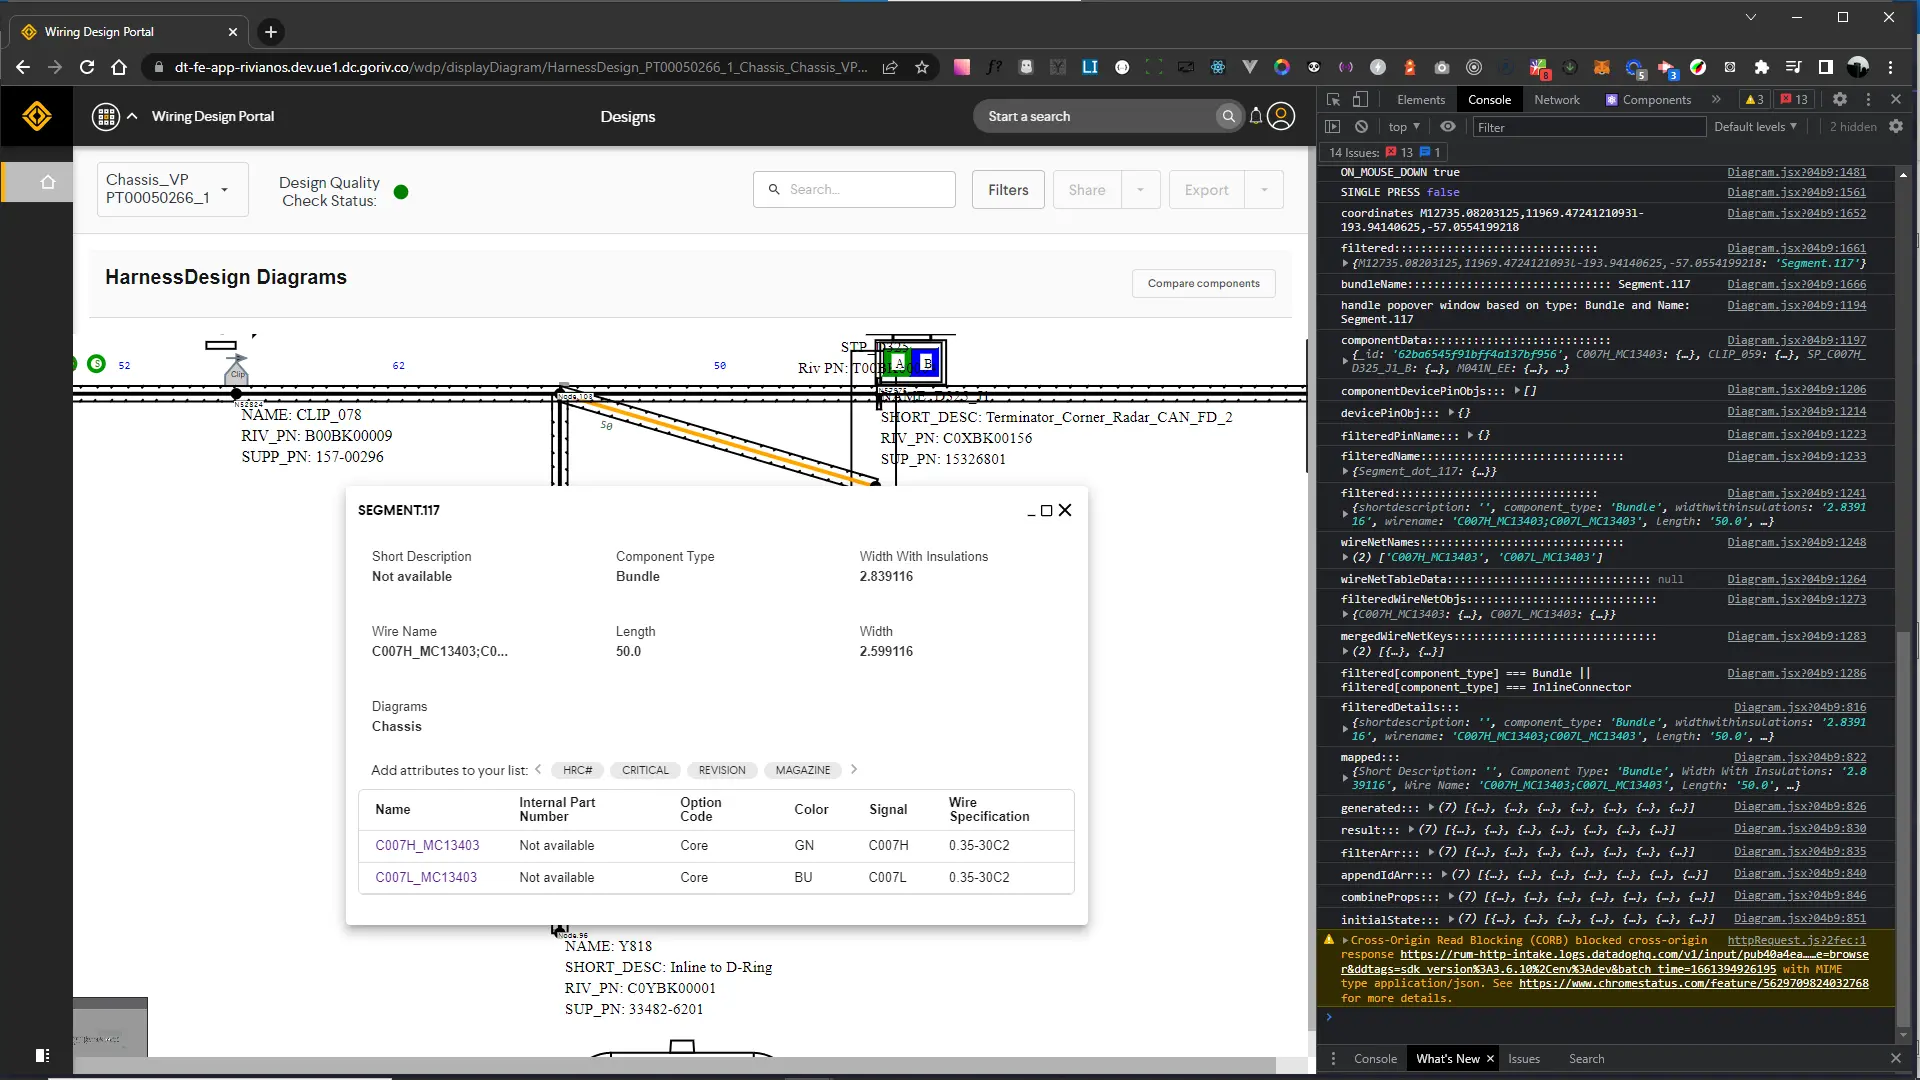 Wiring Design Portal
dt-fe-app-rivianos.dev.ue1.dc.goriv.co/wdp/displayDiagram/HarnessDesign_PT00050266_1_Chassis_Chassis_VP...
Wiring Design Portal
Designs
Start a search
Chassis_VP
PT00050266_1
Design Quality
Check Status:
Search...
Filters
Share
Export
HarnessDesign Diagrams
Compare components
S
52
Clip
62
50
STP_D325
Riv PN: T00BK
A
B
N52824
NAME: CLIP_078
RIV_PN: B00BK00009
SUPP_PN: 157-00296
Node.103
50
NAME: D325_J1
SHORT_DESC: Terminator_Corner_Radar_CAN_FD_2
RIV_PN: C0XBK00156
SUP_PN: 15326801
SEGMENT.117
Short Description
Not available
Component Type
Bundle
Width With Insulations
2.839116
Wire Name
C007H_MC13403;C0...
Length
50.0
Width
2.599116
Diagrams
Chassis
Add attributes to your list:
HRC#
CRITICAL
REVISION
MAGAZINE
Name
Internal Part Number
Option Code
Color
Signal
Wire Specification
C007H_MC13403 Not available Core GN C007H 0.35-30C2
C007L_MC13403 Not available Core BU C007L 0.35-30C2
Node.96
NAME: Y818
SHORT_DESC: Inline to D-Ring
RIV_PN: C0YBK00001
SUP_PN: 33482-6201
Elements
Console
Network
Components
3
13
top
Filter
Default levels
2 hidden
14 Issues: 13 1
ON_MOUSE_DOWN true Diagram.jsx?04b9:1481
SINGLE PRESS false Diagram.jsx?04b9:1561
coordinates M12735.08203125,11969.4724121093l- Diagram.jsx?04b9:1652
193.94140625,-57.0554199218
filtered::::::::::::::::::::::::::::::: Diagram.jsx?04b9:1661
{M12735.08203125,11969.4724121093l-193.94140625,-57.0554199218: 'Segment.117'}
bundleName::::::::::::::::::::::::::::::: Segment.117 Diagram.jsx?04b9:1666
handle popover window based on type: Bundle and Name: Diagram.jsx?04b9:1194
Segment.117
componentData:::::::::::::::::::::::::::: Diagram.jsx?04b9:1197
{_id: '62ba6545f91bff4a137bf956', C007H_MC13403: {…}, CLIP_059: {…}, SP_C007H_
D325_J1_B: {…}, M041N_EE: {…}, …}
componentDevicePinObjs::: [] Diagram.jsx?04b9:1206
devicePinObj::: {} Diagram.jsx?04b9:1214
filteredPinName::: {} Diagram.jsx?04b9:1223
filteredName::::::::::::::::::::::::::::::: Diagram.jsx?04b9:1233
{Segment_dot_117: {…}}
filtered::::::::::::::::::::::::::::::: Diagram.jsx?04b9:1241
{shortdescription: '', component_type: 'Bundle', widthwithinsulations: '2.8391
16', wirename: 'C007H_MC13403;C007L_MC13403', length: '50.0', …}
wireNetNames::::::::::::::::::::::::::::::: Diagram.jsx?04b9:1248
(2) ['C007H_MC13403', 'C007L_MC13403']
wireNetTableData::::::::::::::::::::::::::::::: null Diagram.jsx?04b9:1264
filteredWireNetObjs::::::::::::::::::::::::::::: Diagram.jsx?04b9:1273
{C007H_MC13403: {…}, C007L_MC13403: {…}}
mergedWireNetKeys::::::::::::::::::::::::::::::: Diagram.jsx?04b9:1283
(2) [{…}, {…}]
filtered[component_type] === Bundle || Diagram.jsx?04b9:1286
filtered[component_type] === InlineConnector
filteredDetails::: Diagram.jsx?04b9:816
{shortdescription: '', component_type: 'Bundle', widthwithinsulations: '2.8391
16', wirename: 'C007H_MC13403;C007L_MC13403', length: '50.0', …}
mapped::: Diagram.jsx?04b9:822
{Short Description: '', Component Type: 'Bundle', Width With Insulations: '2.8
39116', Wire Name: 'C007H_MC13403;C007L_MC13403', Length: '50.0', …}
generated::: (7) [{…}, {…}, {…}, {…}, {…}, {…}, {…}] Diagram.jsx?04b9:826
result::: (7) [{…}, {…}, {…}, {…}, {…}, {…}, {…}] Diagram.jsx?04b9:830
filterArr::: (7) [{…}, {…}, {…}, {…}, {…}, {…}, {…}] Diagram.jsx?04b9:835
appendIdArr::: (7) [{…}, {…}, {…}, {…}, {…}, {…}, {…}] Diagram.jsx?04b9:840
combineProps::: (7) [{…}, {…}, {…}, {…}, {…}, {…}, {…}] Diagram.jsx?04b9:846
initialState::: (7) [{…}, {…}, {…}, {…}, {…}, {…}, {…}] Diagram.jsx?04b9:851
Cross-Origin Read Blocking (CORB) blocked cross-origin httpRequest.js?2fec:1
response https://rum-http-intake.logs.datadoghq.com/v1/input/pub40a4ea……e=browse
r&ddtags=sdk_version%3A3.6.10%2Cenv%3Adev&batch_time=1661394926195 with MIME
type application/json. See https://www.chromestatus.com/feature/5629709824032768
for more details.
Console
What's New
Issues
Search